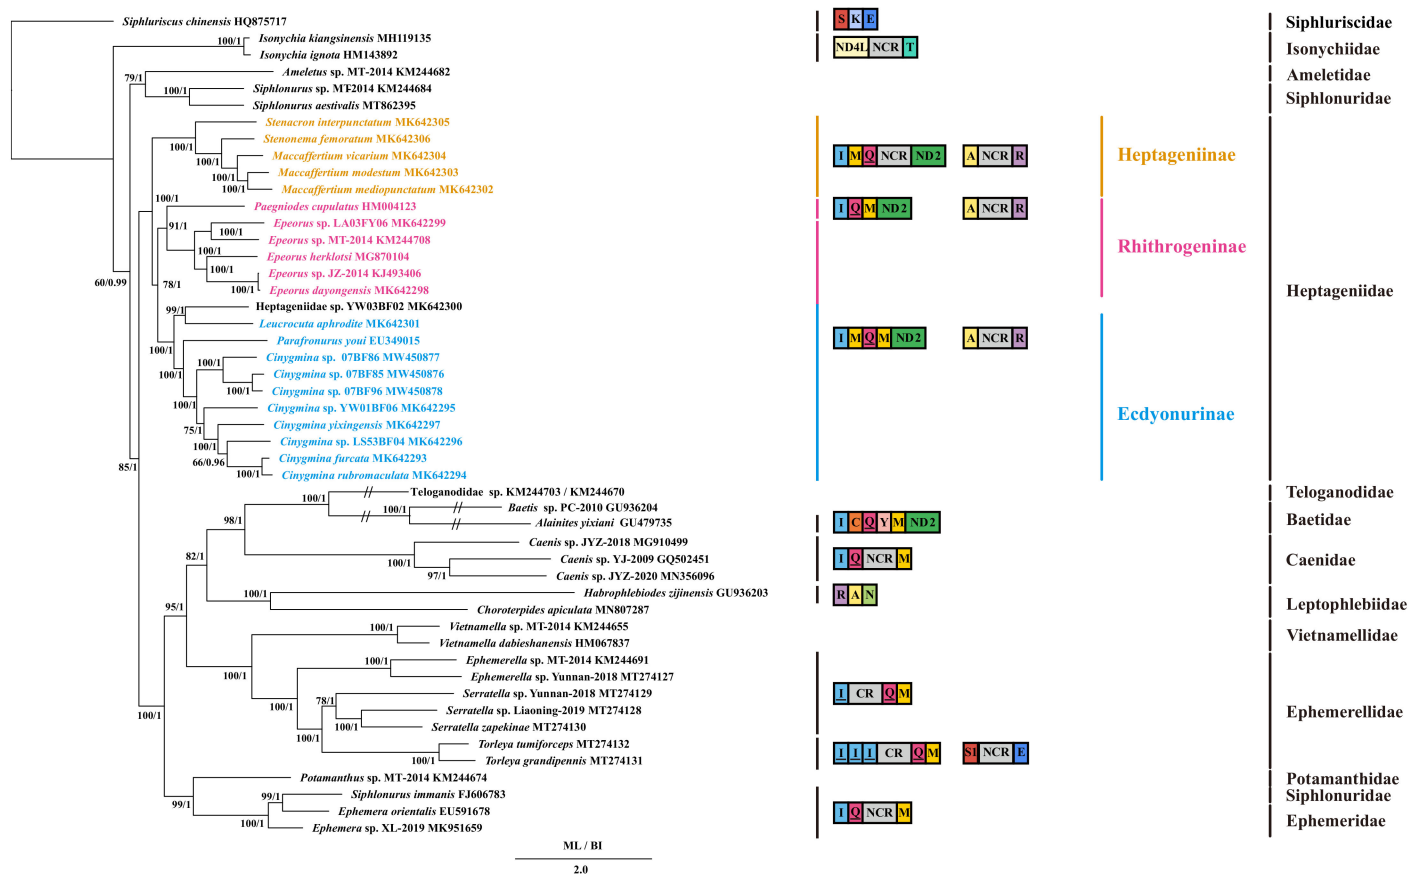 Siphluriscus chinensis HQ875717
S K E
Siphluriscidae
100/1
Isonychia kiangsinensis MH119135
Isonychia ignota HM143892
ND4L NCR T
Isonychiidae
79/1
Ameletus sp. MT-2014 KM244682
Ameletidae
100/1
Siphlonurus sp. MT-2014 KM244684
Siphlonurus aestivalis MT862395
Siphlonuridae
Stenacron interpunctatum MK642305
Stenonema femoratum MK642306
100/1
Maccaffertium vicarium MK642304
100/1
Maccaffertium modestum MK642303
100/1
Maccaffertium mediopunctatum MK642302
I M Q NCR ND2
A NCR R
Heptageniinae
100/1
Paegniodes cupulatus HM004123
I Q M ND2
A NCR R
91/1
Epeorus sp. LA03FY06 MK642299
100/1
Epeorus sp. MT-2014 KM244708
100/1
Epeorus herklotsi MG870104
100/1
Epeorus sp. JZ-2014 KJ493406
100/1
Epeorus dayongensis MK642298
Rhithrogeninae
60/0.99
78/1
Heptageniidae
99/1
Heptageniidae sp. YW03BF02 MK642300
Leucrocuta aphrodite MK642301
100/1
Parafronurus youi EU349015
I M Q M ND2
A NCR R
100/1
100/1
Cinygmina sp. 07BF86 MW450877
Cinygmina sp. 07BF85 MW450876
100/1
Cinygmina sp. 07BF96 MW450878
100/1
Cinygmina sp. YW01BF06 MK642295
75/1
Cinygmina yixingensis MK642297
100/1
Cinygmina sp. LS53BF04 MK642296
66/0.96
Cinygmina furcata MK642293
100/1
Cinygmina rubromaculata MK642294
Ecdyonurinae
85/1
100/1
Teloganodidae sp. KM244703 / KM244670
Teloganodidae
100/1
Baetis sp. PC-2010 GU936204
Alainites yixiani GU479735
I C Q Y M ND2
Baetidae
98/1
Caenis sp. JYZ-2018 MG910499
100/1
Caenis sp. YJ-2009 GQ502451
97/1
Caenis sp. JYZ-2020 MN356096
I Q NCR M
Caenidae
82/1
100/1
Habrophlebiodes zijinensis GU936203
Choroterpides apiculata MN807287
R A N
Leptophlebiidae
95/1
100/1
Vietnamella sp. MT-2014 KM244655
Vietnamella dabieshanensis HM067837
Vietnamellidae
100/1
100/1
Ephemerella sp. MT-2014 KM244691
Ephemerella sp. Yunnan-2018 MT274127
100/1
78/1
Serratella sp. Yunnan-2018 MT274129
Serratella sp. Liaoning-2019 MT274128
100/1
Serratella zapekinae MT274130
I CR Q M
Ephemerellidae
100/1
100/1
Torleya tumiforceps MT274132
100/1
Torleya grandipennis MT274131
I I I CR Q M
S1 NCR E
Potamanthus sp. MT-2014 KM244674
Potamanthidae
99/1
99/1
Siphlonurus immanis FJ606783
Siphlonuridae
Ephemera orientalis EU591678
100/1
Ephemera sp. XL-2019 MK951659
I Q NCR M
Ephemeridae
ML / BI
2.0